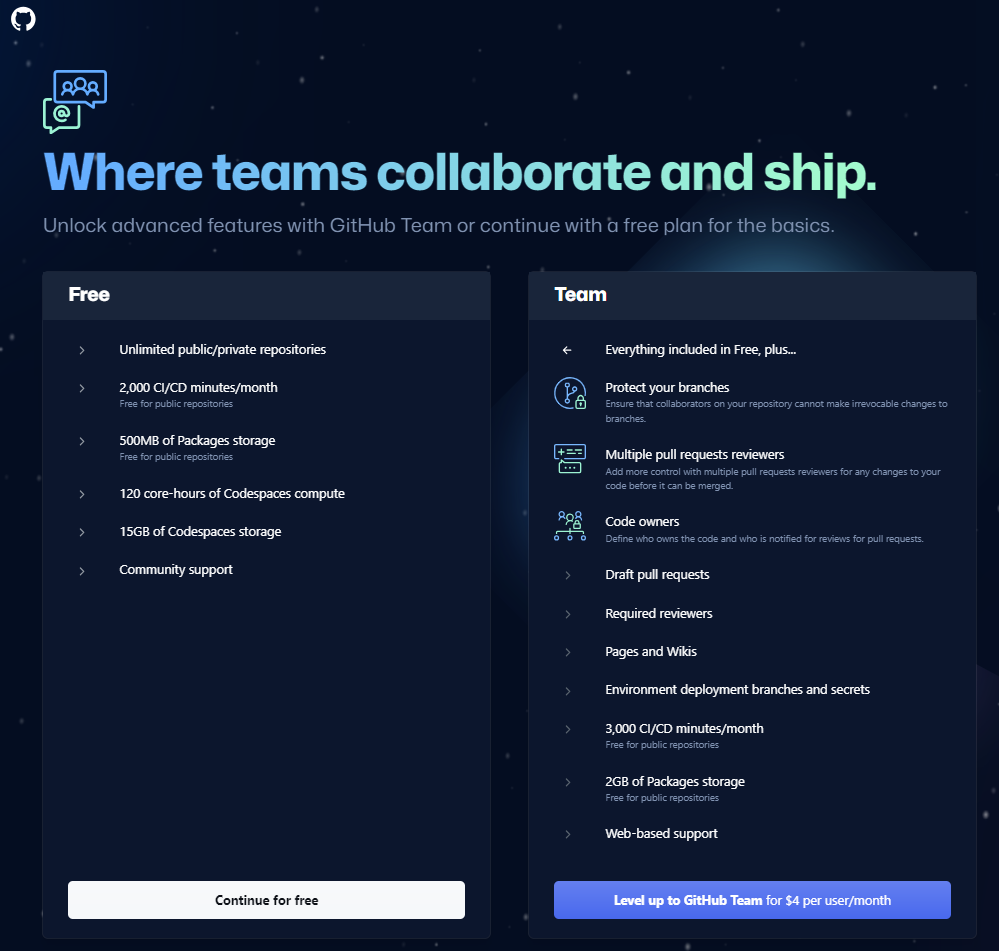 Where teams collaborate and ship.
Unlock advanced features with GitHub Team or continue with a free plan for the basics.
Free
Unlimited public/private repositories
2,000 CI/CD minutes/month
Free for public repositories
500MB of Packages storage
Free for public repositories
120 core-hours of Codespaces compute
15GB of Codespaces storage
Community support
Continue for free
Team
Everything included in Free, plus...
Protect your branches
Ensure that collaborators on your repository cannot make irrevocable changes to
branches.
Multiple pull requests reviewers
Add more control with multiple pull requests reviewers for any changes to your
code before it can be merged.
Code owners
Define who owns the code and who is notified for reviews for pull requests.
Draft pull requests
Required reviewers
Pages and Wikis
Environment deployment branches and secrets
3,000 CI/CD minutes/month
Free for public repositories
2GB of Packages storage
Free for public repositories
Web-based support
Level up to GitHub Team for $4 per user/month